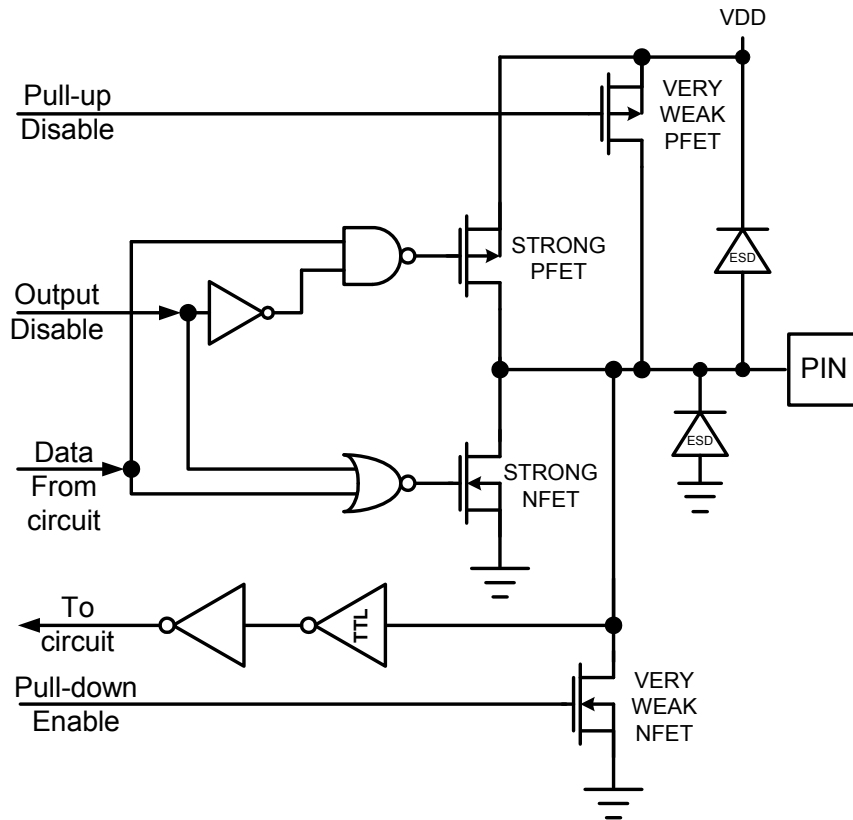 VDD
Pull-up
Disable
VERY
WEAK
PFET
STRONG
PFET
ESD
Output
Disable
PIN
ESD
Data
From
circuit
STRONG
NFET
To
circuit
TTL
Pull-down
Enable
VERY
WEAK
NFET